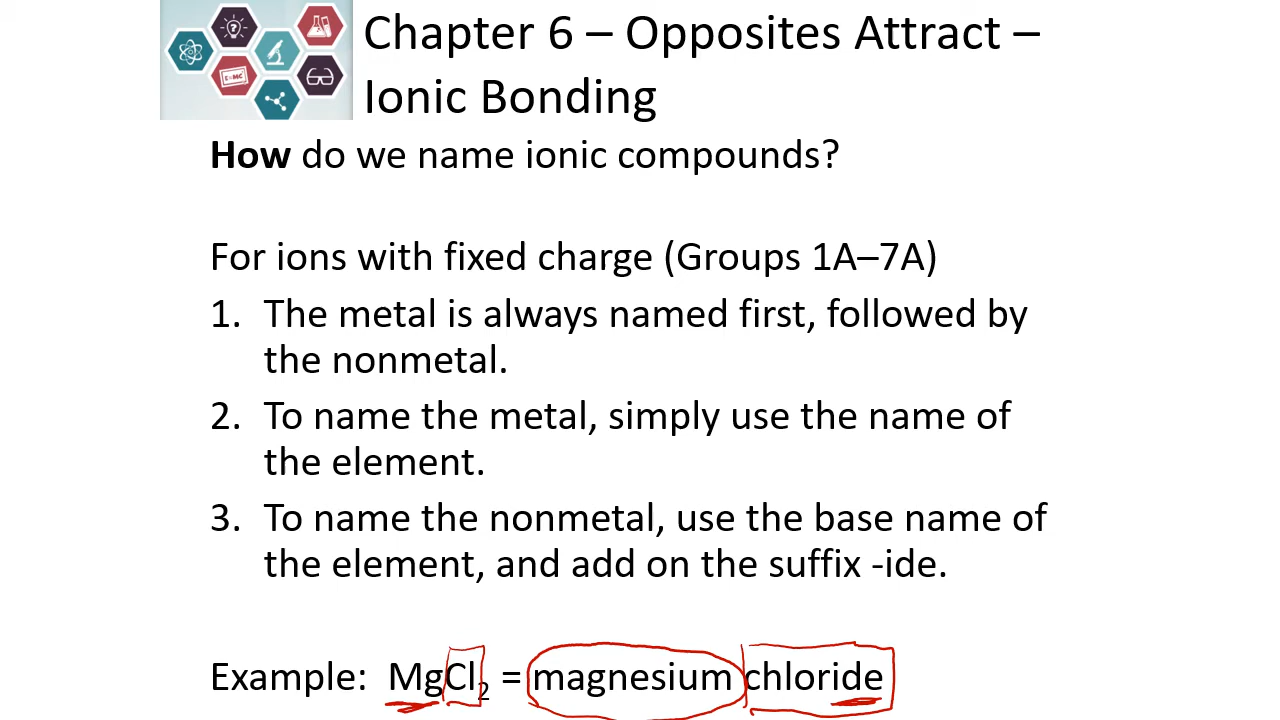 Chapter 6 – Opposites Attract –
Ionic Bonding
E=MC
How do we name ionic compounds?
For ions with fixed charge (Groups 1A–7A)
1. The metal is always named first, followed by
the nonmetal.
2. To name the metal, simply use the name of
the element.
3. To name the nonmetal, use the base name of
the element, and add on the suffix -ide.
Example: MgCl₂ = magnesium chloride